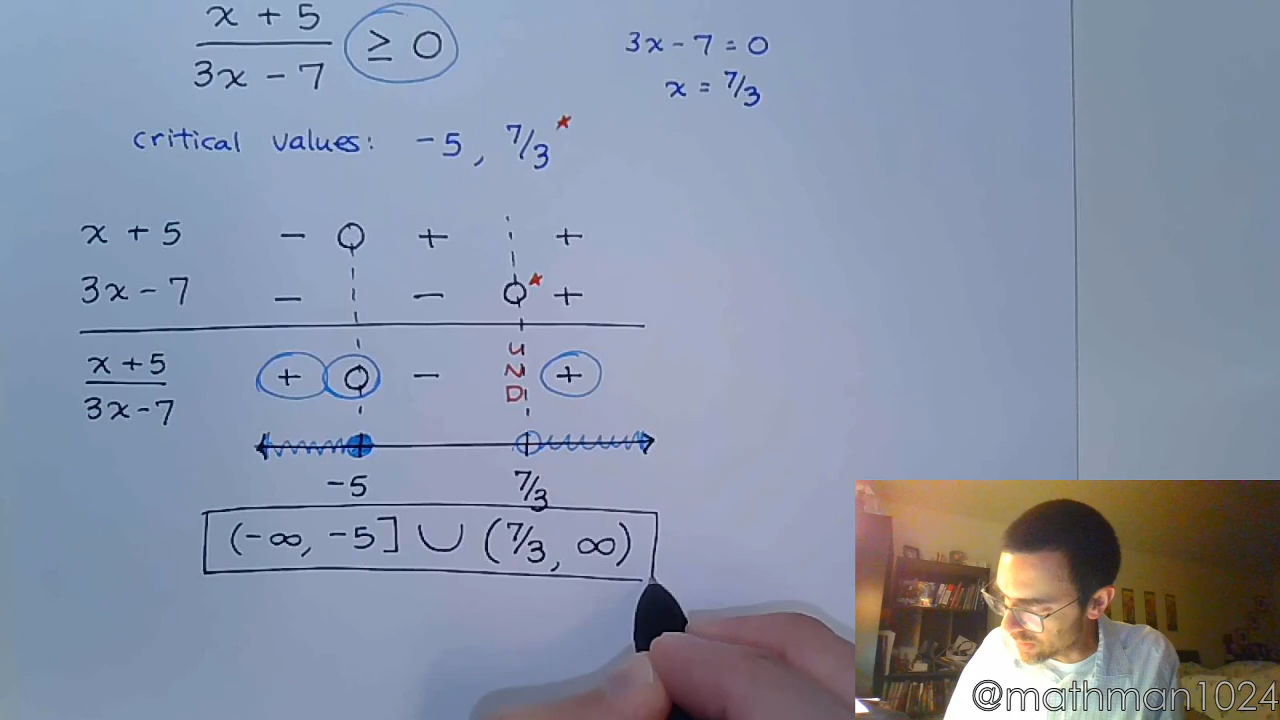 x + 5
3x - 7
≥ 0
3x - 7 = 0
x = 7/3
critical values: -5, 7/3 *
x + 5 - 0 + +
3x - 7 - - 0 * +
x + 5
3x - 7
+ 0 - UND +
-5 7/3
(-∞, -5] ∪ (7/3, ∞)
@mathman1024